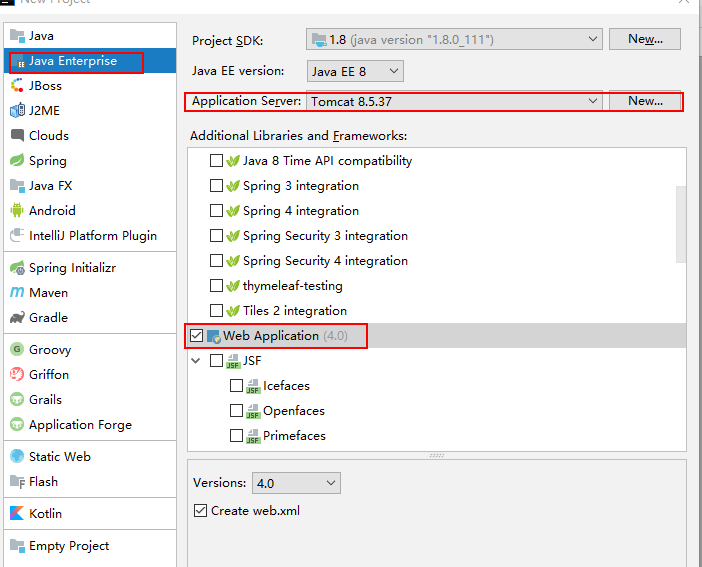 New Project
Java
Java Enterprise
JBoss
J2ME
Clouds
Spring
Java FX
Android
IntelliJ Platform Plugin
Spring Initializr
Maven
Gradle
Groovy
Griffon
Grails
Application Forge
Static Web
Flash
Kotlin
Empty Project
Project SDK: 1.8 (java version "1.8.0_111") New...
Java EE version: Java EE 8
Application Server: Tomcat 8.5.37 New...
Additional Libraries and Frameworks:
Java 8 Time API compatibility
Spring 3 integration
Spring 4 integration
Spring Security 3 integration
Spring Security 4 integration
thymeleaf-testing
Tiles 2 integration
Web Application (4.0)
JSF
Icefaces
Openfaces
Primefaces
Versions: 4.0
Create web.xml